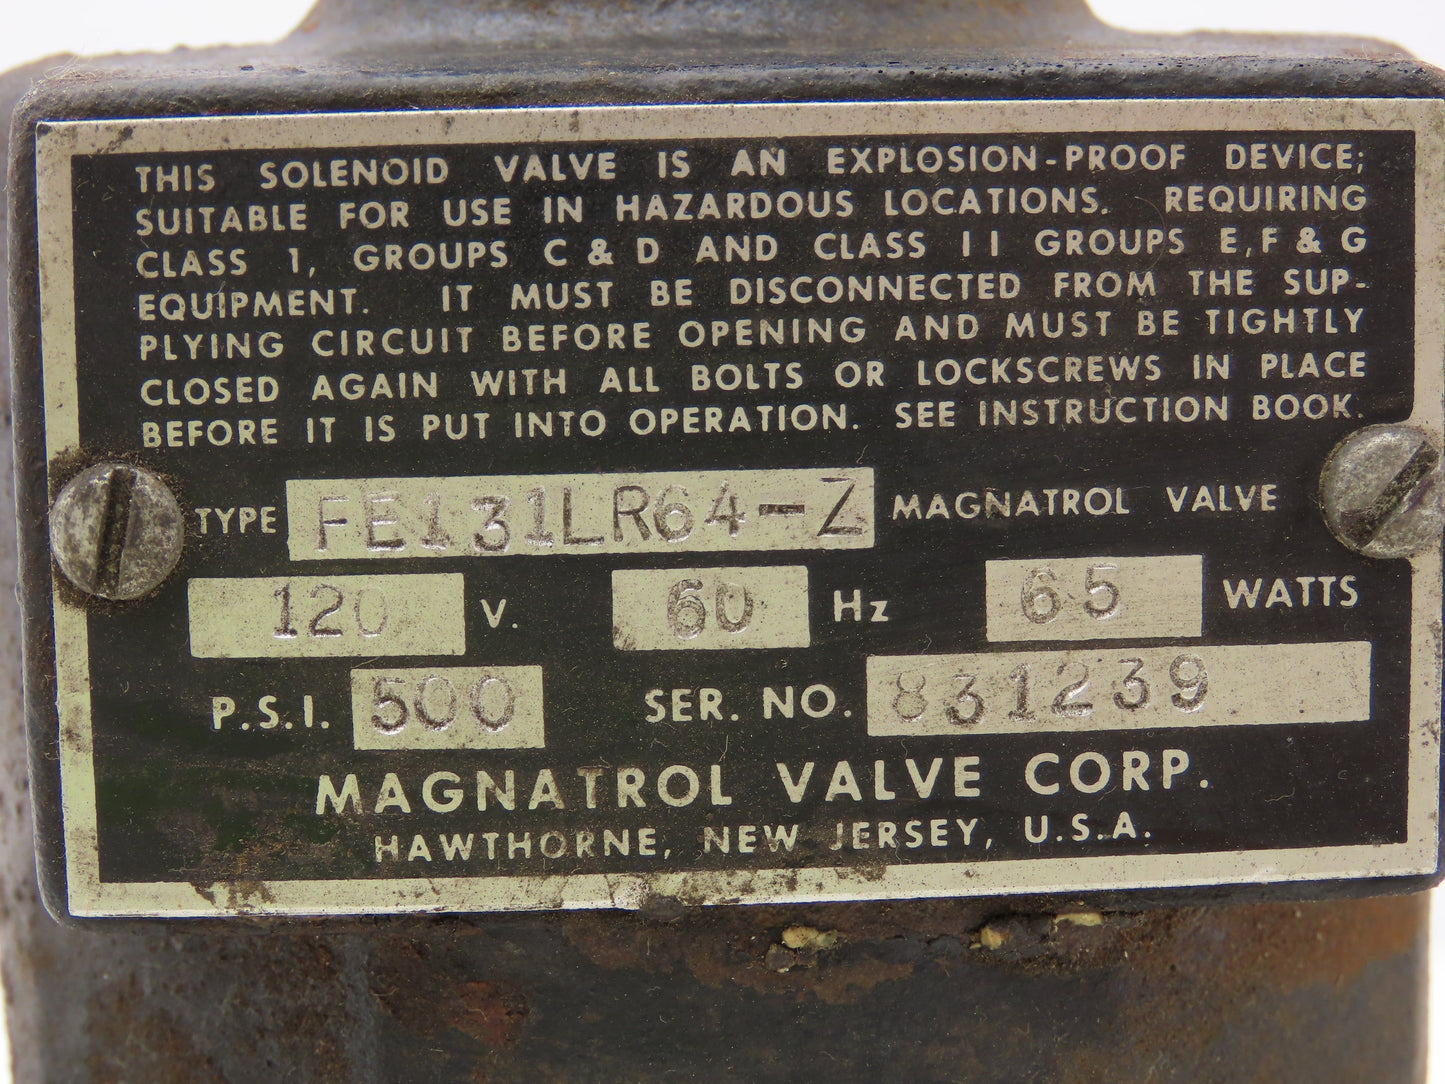 THIS SOLENOID VALVE IS AN EXPLOSION-PROOF DEVICE;
SUITABLE FOR USE IN HAZARDOUS LOCATIONS. REQUIRING
CLASS 1, GROUPS C & D AND CLASS II GROUPS E, F & G
EQUIPMENT. IT MUST BE DISCONNECTED FROM THE SUP-
PLYING CIRCUIT BEFORE OPENING AND MUST BE TIGHTLY
CLOSED AGAIN WITH ALL BOLTS OR LOCKSCREWS IN PLACE
BEFORE IT IS PUT INTO OPERATION. SEE INSTRUCTION BOOK.
TYPE FE131LR64-Z MAGNATROL VALVE
120 V. 60 Hz 65 WATTS
P.S.I. 500 SER. NO. 831239
MAGNATROL VALVE CORP.
HAWTHORNE, NEW JERSEY, U.S.A.